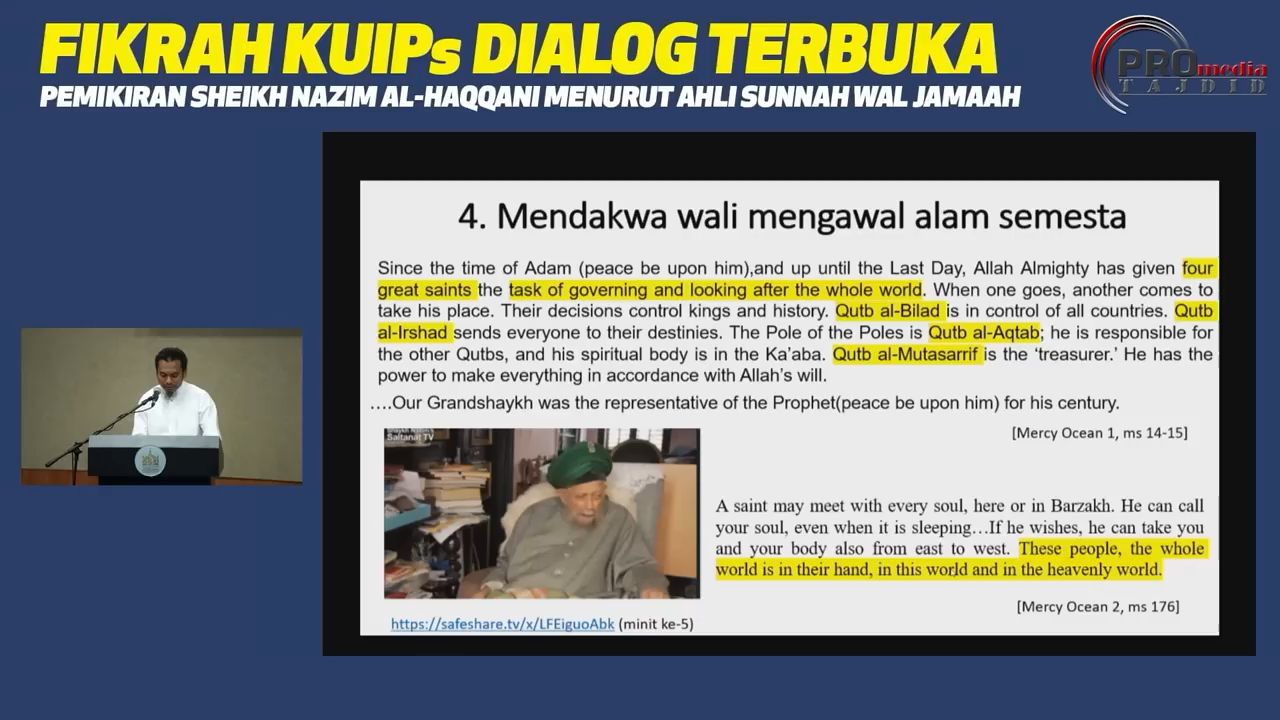 FIKRAH KUIPs DIALOG TERBUKA
PEMIKIRAN SHEIKH NAZIM AL-HAQQANI MENURUT AHLI SUNNAH WAL JAMAAH
PROmedia
TAJDID
4. Mendakwa wali mengawal alam semesta
Since the time of Adam (peace be upon him),and up until the Last Day, Allah Almighty has given four
great saints the task of governing and looking after the whole world. When one goes, another comes to
take his place. Their decisions control kings and history. Qutb al-Bilad is in control of all countries. Qutb
al-Irshad sends everyone to their destinies. The Pole of the Poles is Qutb al-Aqtab; he is responsible for
the other Qutbs, and his spiritual body is in the Ka’aba. Qutb al-Mutasarrif is the ‘treasurer.’ He has the
power to make everything in accordance with Allah’s will.
….Our Grandshaykh was the representative of the Prophet(peace be upon him) for his century.
[Mercy Ocean 1, ms 14-15]
Saltanat TV
A saint may meet with every soul, here or in Barzakh. He can call
your soul, even when it is sleeping…If he wishes, he can take you
and your body also from east to west. These people, the whole
world is in their hand, in this world and in the heavenly world.
[Mercy Ocean 2, ms 176]
https://safeshare.tv/x/LFEiguoAbk (minit ke-5)